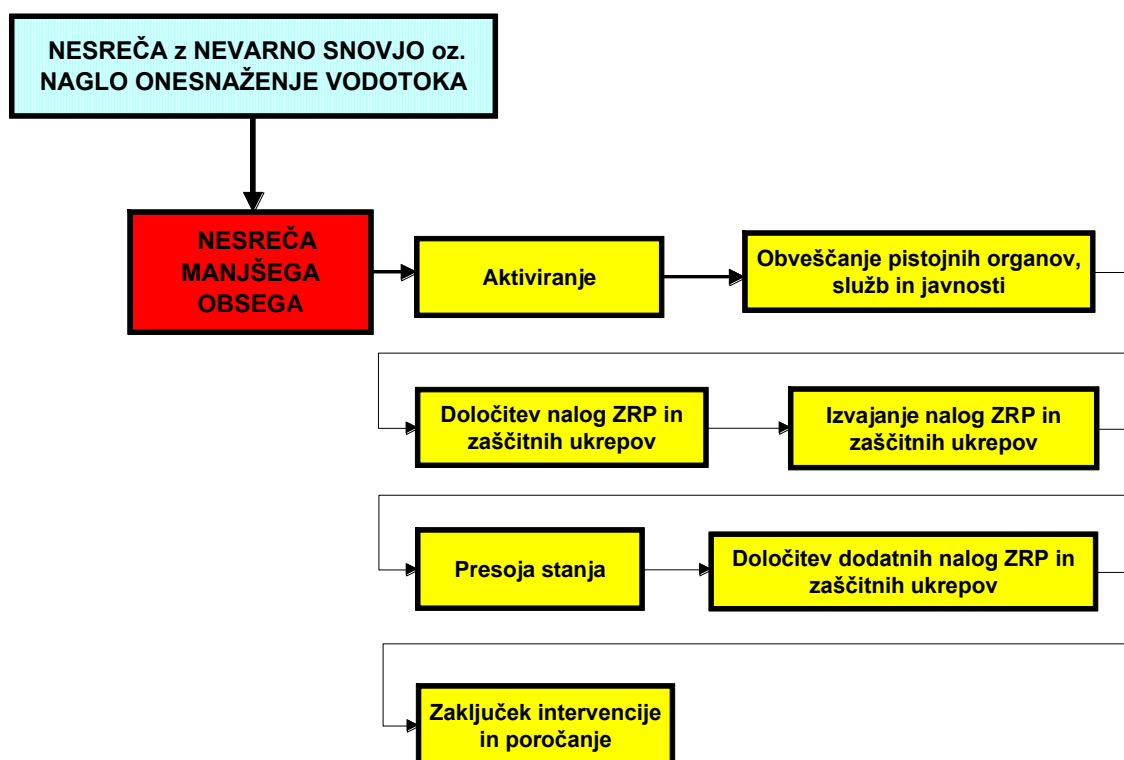 NESREČA z NEVARNO SNOVJO oz.
NAGLO ONESNAŽENJE VODOTOKA
NESREČA
MANJŠEGA
OBSEGA
Aktiviranje
Obveščanje pistojnih organov,
služb in javnosti
Določitev nalog ZRP in
zaščitnih ukrepov
Izvajanje nalog ZRP in
zaščitnih ukrepov
Presoja stanja
Določitev dodatnih nalog ZRP in
zaščitnih ukrepov
Zaključek intervencije
in poročanje